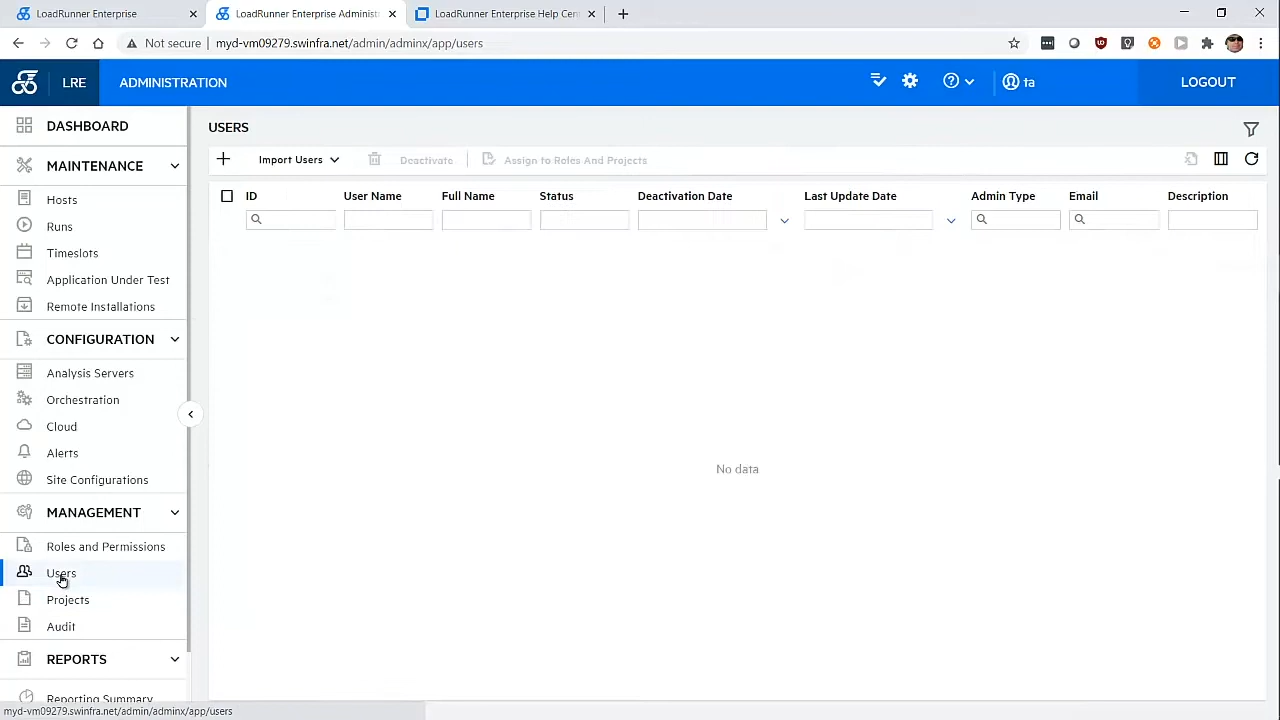 LoadRunner Enterprise
LoadRunner Enterprise Administ
LoadRunner Enterprise Help Cen
Not secure | myd-vm09279.swinfra.net/admin/adminx/app/users
LRE ADMINISTRATION ta LOGOUT
DASHBOARD
MAINTENANCE
Hosts
Runs
Timeslots
Application Under Test
Remote Installations
CONFIGURATION
Analysis Servers
Orchestration
Cloud
Alerts
Site Configurations
MANAGEMENT
Roles and Permissions
Users
Projects
Audit
REPORTS
Reporting Summary
USERS
Import Users Deactivate Assign to Roles And Projects
ID User Name Full Name Status Deactivation Date Last Update Date Admin Type Email Description
No data
myd-vm09279.swinfra.net/admin/adminx/app/users